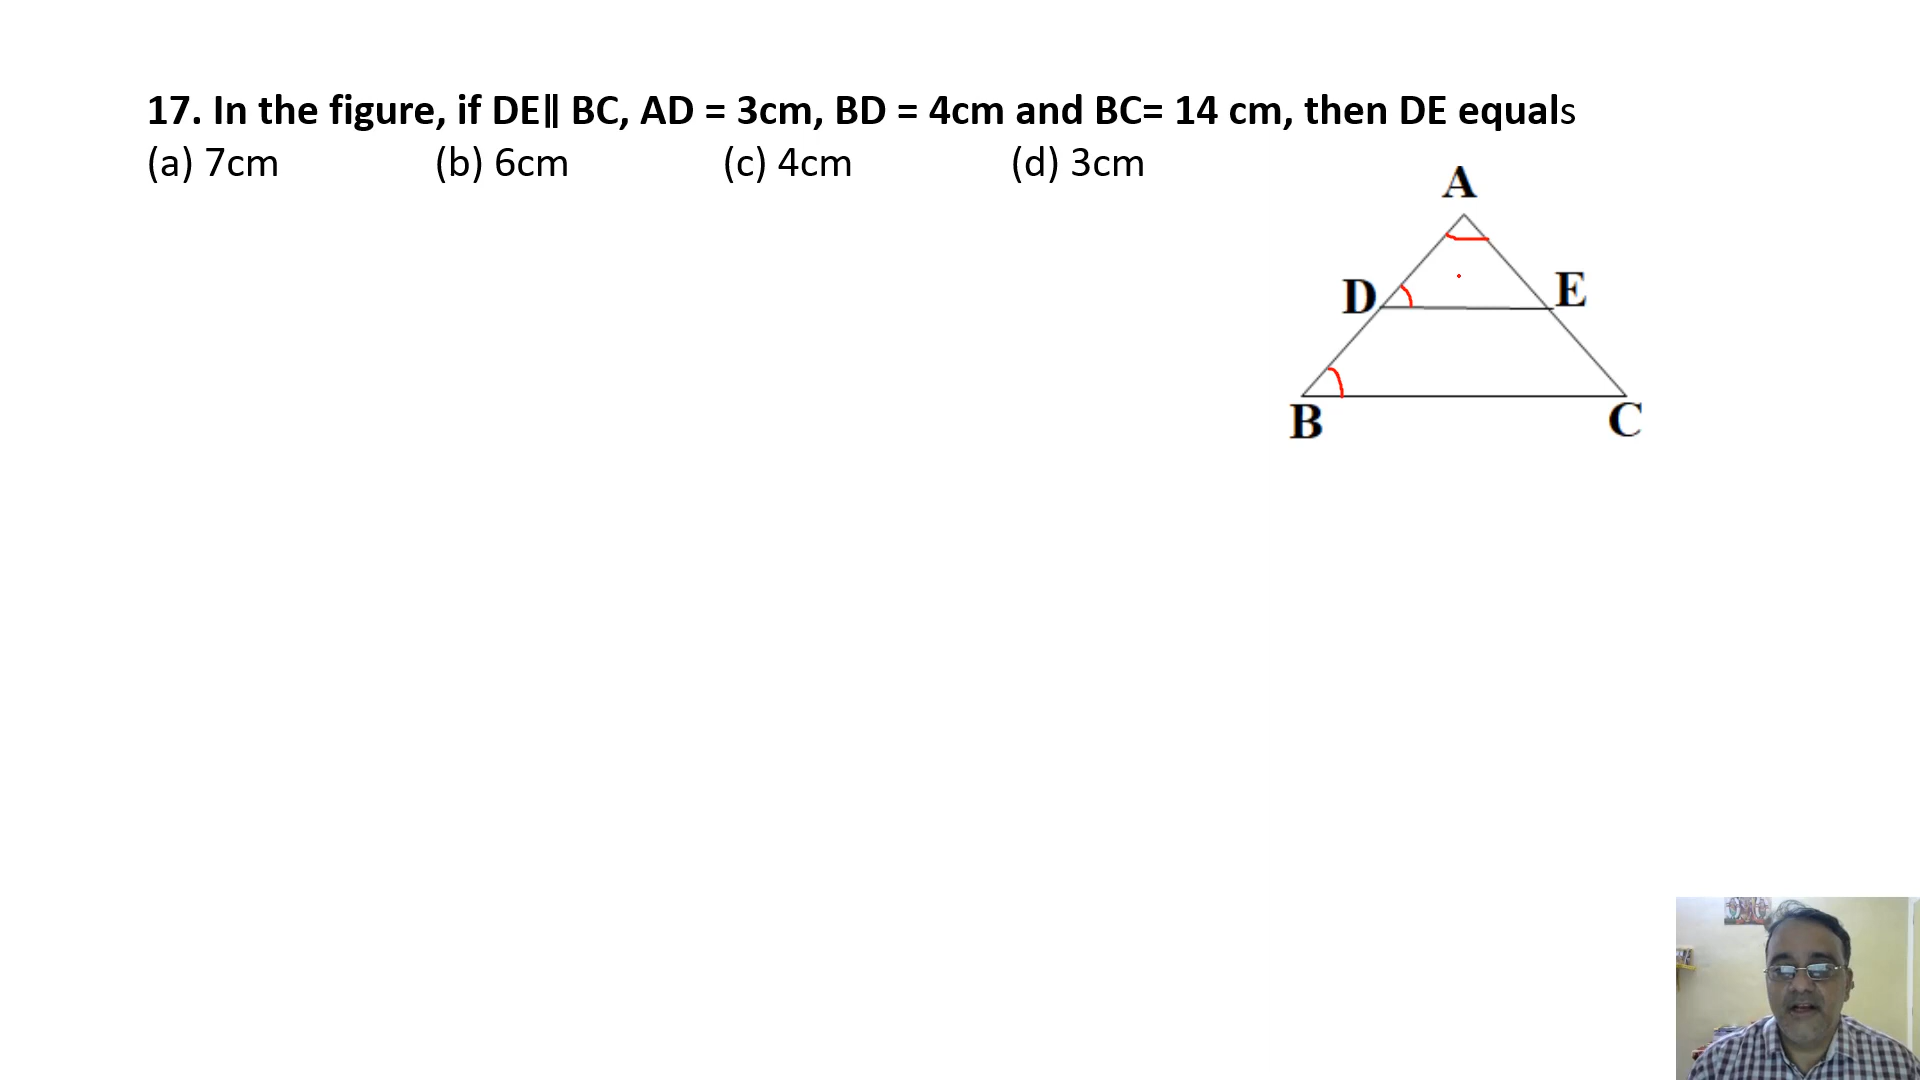 17. In the figure, if DE∥ BC, AD = 3cm, BD = 4cm and BC= 14 cm, then DE equals
(a) 7cm (b) 6cm (c) 4cm (d) 3cm
A
D E
B C